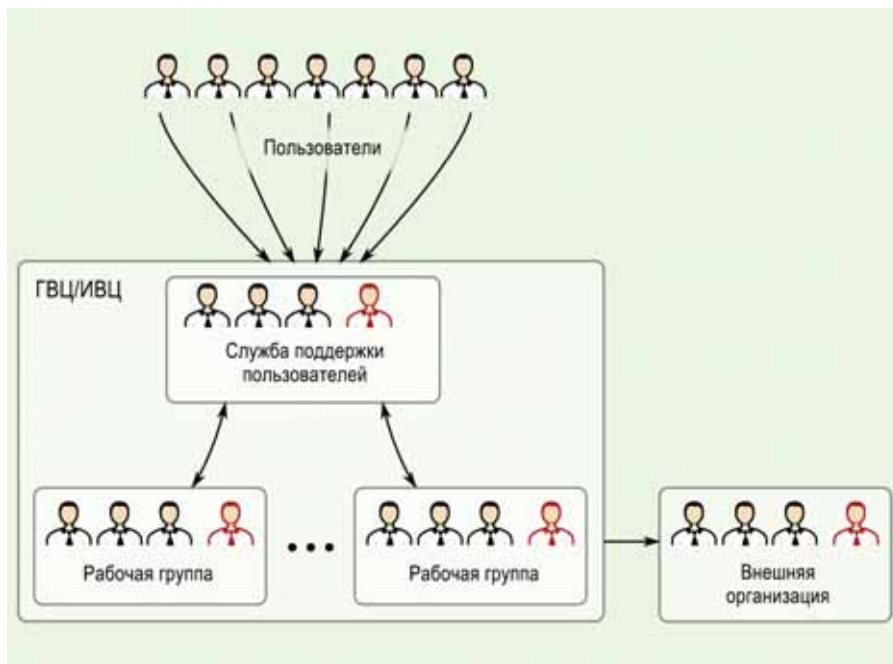 Пользователи
ГВЦ/ИВЦ
Служба поддержки
пользователей
Рабочая группа
Рабочая группа
Внешняя
организация